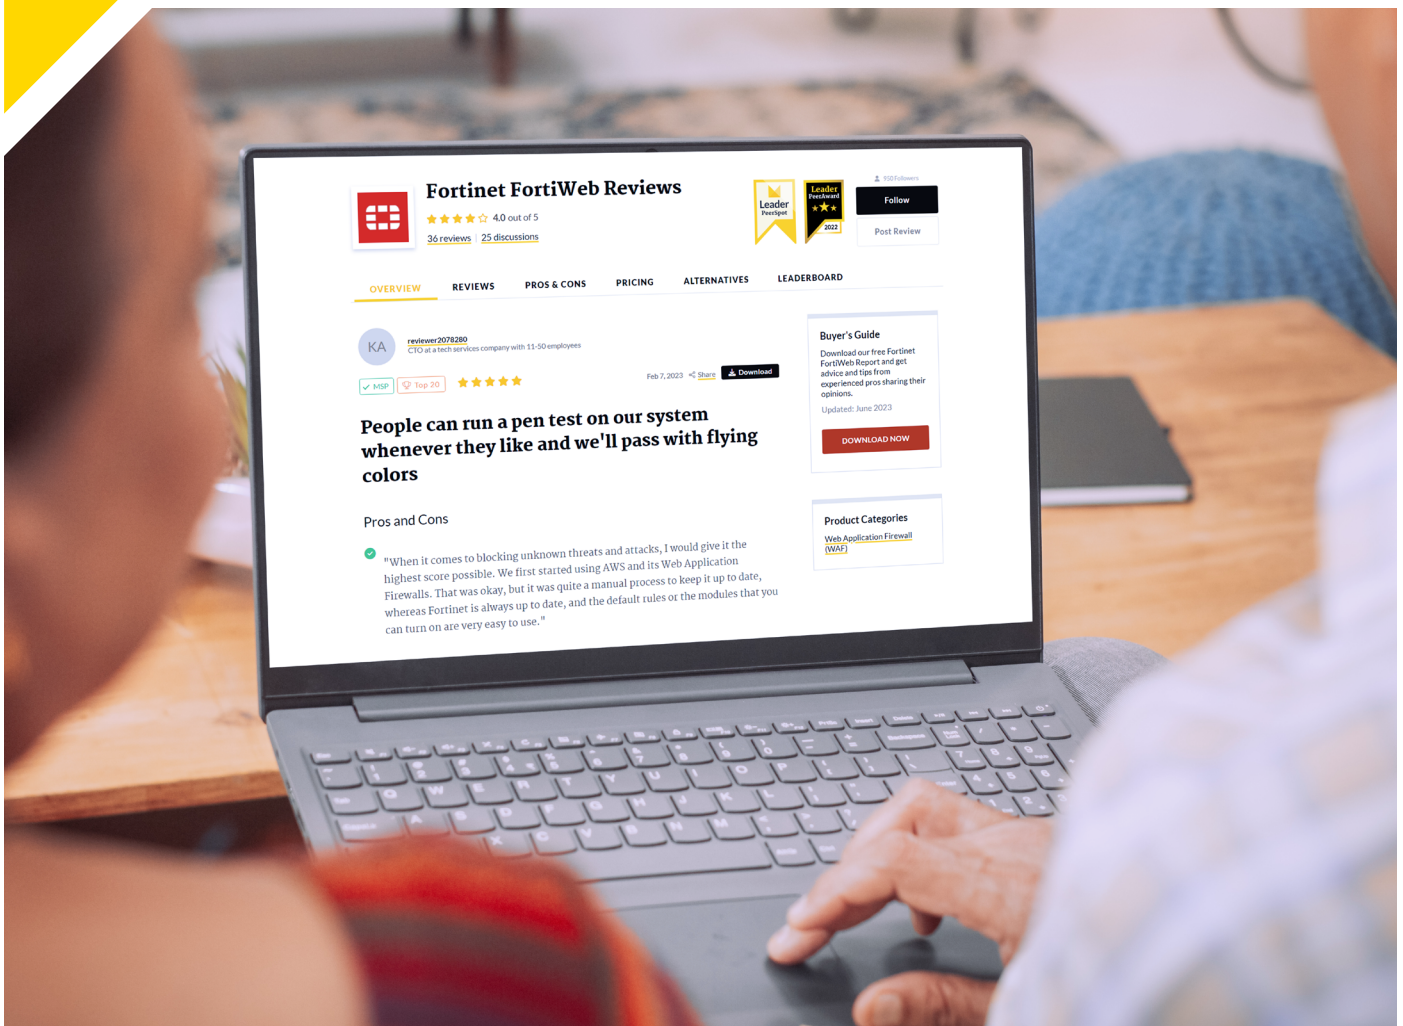 Fortinet FortiWeb Reviews
4.0 out of 5
36 reviews | 25 discussions
Leader
PeerSpot
Leader
PeerAward
2022
950 Followers
Follow
Post Review
OVERVIEW
REVIEWS
PROS & CONS
PRICING
ALTERNATIVES
LEADERBOARD
KA
reviewer2078280
CTO at a tech services company with 11-50 employees
MSP
Top 20
Feb 7, 2023
Share
Download
People can run a pen test on our system
whenever they like and we'll pass with flying
colors
Pros and Cons
"When it comes to blocking unknown threats and attacks, I would give it the
highest score possible. We first started using AWS and its Web Application
Firewalls. That was okay, but it was quite a manual process to keep it up to date,
whereas Fortinet is always up to date, and the default rules or the modules that you
can turn on are very easy to use."
Buyer's Guide
Download our free Fortinet
FortiWeb Report and get
advice and tips from
experienced pros sharing their
opinions.
Updated: June 2023
DOWNLOAD NOW
Product Categories
Web Application Firewall
(WAF)
Q W E R T Y U I O P
A S D F G H J K L
X C V B N M